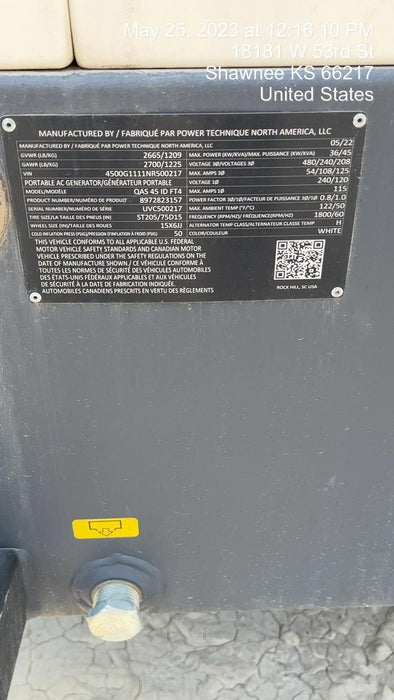 May 25, 2023 at 12:16:10 PM
18181 W 53rd St
Shawnee KS 66217
United States
MANUFACTURED BY / FABRIQUÉ PAR POWER TECHNIQUE NORTH AMERICA, LLC
MANUFACTURED BY / FABRIQUÉ PAR POWER TECHNIQUE NORTH AMERICA, LLC 05/22
GVWR (LB/KG) 2665/1209 MAX. POWER (KW/KVA)/MAX. PUISSANCE (KW/KVA) 36/45
GAWR (LB/KG) 2700/1225 VOLTAGE 3Ø/VOLTAGES 3Ø 480/240/208
VIN 4500G1111NR500217 MAX. AMPS 3Ø 54/108/125
PORTABLE AC GENERATOR/GÉNÉRATEUR PORTABLE VOLTAGE 1Ø 240/120
MODEL/MODÈLE QAS 45 ID FT4 MAX. AMPS 1Ø 115
PRODUCT NUMBER/NUMÉRO DE PRODUIT 8972823157 POWER FACTOR 3Ø/1Ø/FACTEUR DE PUISSANCE 3Ø/1Ø 0.8/1.0
SERIAL NUMBER/NUMÉRO DE SÉRIE UVC500217 MAX. AMBIENT TEMP (°F/°C) 122/50
TIRE SIZE/LA TAILLE DES PNEUS (IN) ST205/75D15 FREQUENCY (RPM/HZ)/ FRÉQUENCE(RPM/HZ) 1800/60
WHEEL SIZE (IN)/TAILLE DES ROUES 15X6JJ ALTERNATOR TEMP CLASS/ALTERNATEUR CLASSE TEMP H
COLD INFLATION PRESS (PSIG)/PRESSION D'INFLATION À FROID (PSIG) 50 COLOR/COULEUR WHITE
THIS VEHICLE CONFORMS TO ALL APPLICABLE U.S. FEDERAL
MOTOR VEHICLE SAFETY STANDARDS AND CANADIAN MOTOR
VEHICLE PRESCRIBED UNDER THE SAFETY REGULATIONS ON THE
DATE OF MANUFACTURE SHOWN / CE VÉHICULE CONFORME À
TOUTES LES NORMES DE SÉCURITÉ DES VÉHICULES AUTOMOBILES
DES ÉTATS-UNIS FÉDÉRAUX APPLICABLES ET AUX VÉHICULES
DE SÉCURITÉ À LA DATE DE FABRICATION INDIQUÉE.
AUTOMOBILES CANADIENS PRESCRITS EN VERTU DES RÈGLEMENTS
ROCK HILL, SC USA